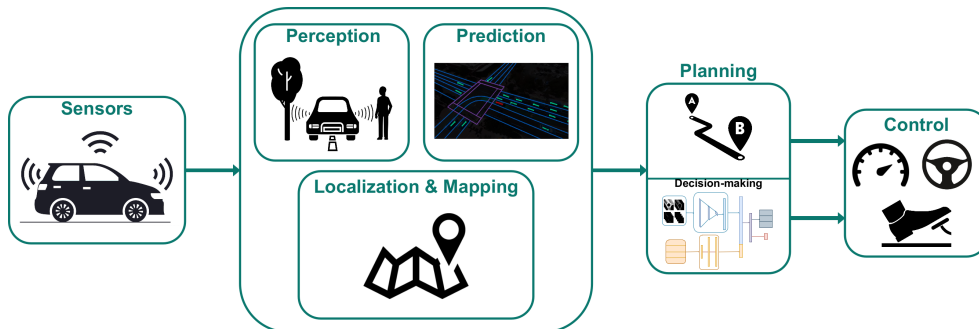 Sensors
Perception
Prediction
Localization & Mapping
Planning
A
B
Decision-making
Control